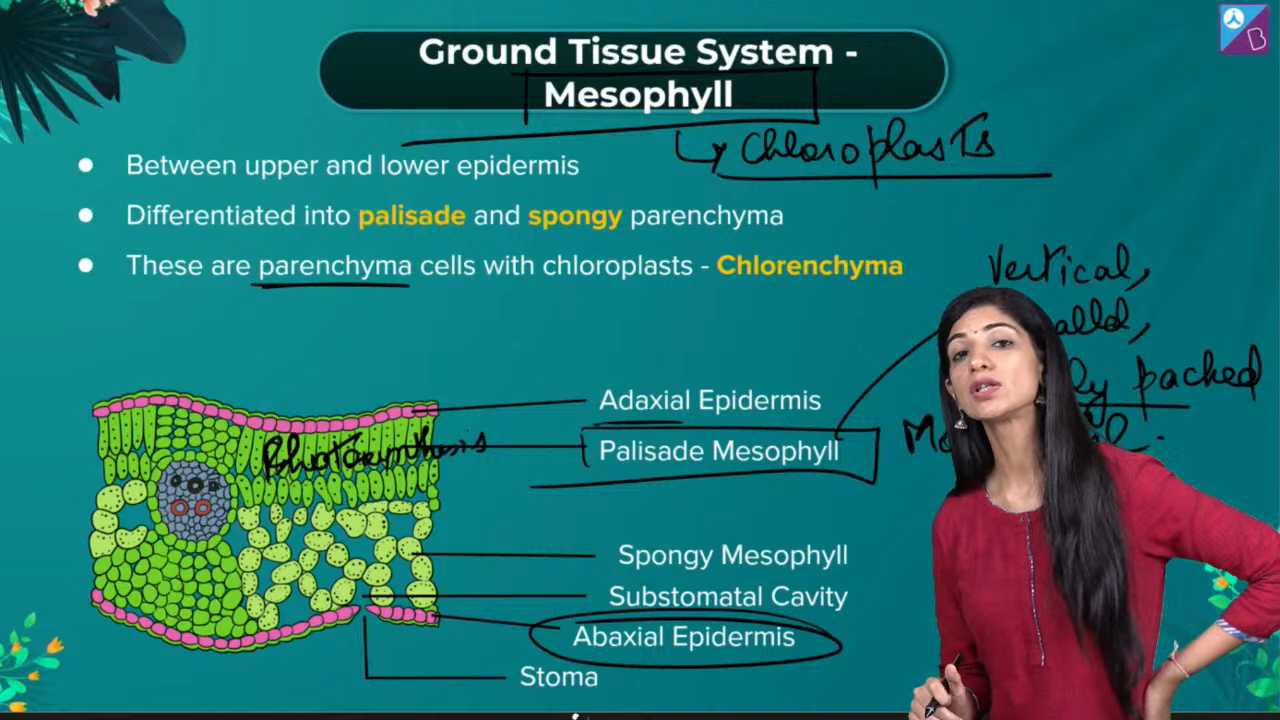 Ground Tissue System -
Mesophyll
Chloroplasts
Between upper and lower epidermis
Differentiated into palisade and spongy parenchyma
These are parenchyma cells with chloroplasts - Chlorenchyma
Vertical,
packed
Adaxial Epidermis
Photosynthesis
Palisade Mesophyll
Spongy Mesophyll
Substomatal Cavity
Abaxial Epidermis
Stoma
B